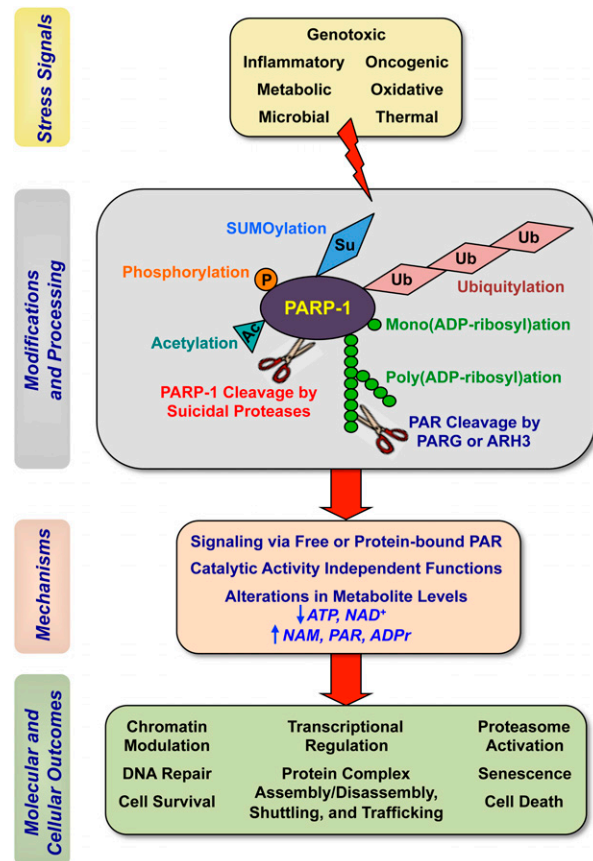 Stress Signals
Genotoxic
Inflammatory Oncogenic
Metabolic Oxidative
Microbial Thermal
Modifications
and Processing
SUMOylation
Su
Ub
Ub
Ub
Phosphorylation
P
Ubiquitylation
PARP-1
Mono(ADP-ribosyl)ation
Acetylation
Ac
Poly(ADP-ribosyl)ation
PARP-1 Cleavage by
Suicidal Proteases
PAR Cleavage by
PARG or ARH3
Mechanisms
Signaling via Free or Protein-bound PAR
Catalytic Activity Independent Functions
Alterations in Metabolite Levels
↓ ATP, NAD⁺
↑ NAM, PAR, ADPr
Molecular and
Cellular Outcomes
Chromatin
Modulation
DNA Repair
Cell Survival
Transcriptional
Regulation
Protein Complex
Assembly/Disassembly,
Shuttling, and Trafficking
Proteasome
Activation
Senescence
Cell Death